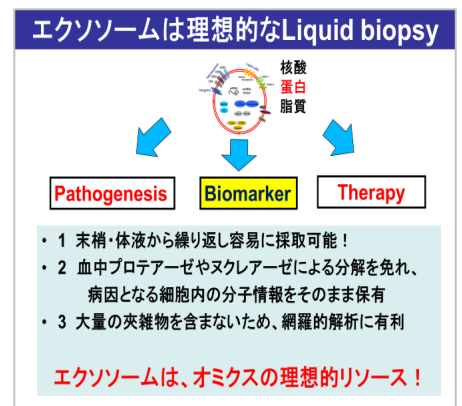 エクソソームは理想的なLiquid biopsy
核酸
蛋白
脂質
Pathogenesis
Biomarker
Therapy
・ 1 末梢・体液から繰り返し容易に採取可能！
・ 2 血中プロテアーゼやヌクレアーゼによる分解を免れ、
病因となる細胞内の分子情報をそのまま保有
・ 3 大量の夾雑物を含まないため、網羅的解析に有利
エクソソームは、オミクスの理想的リソース！